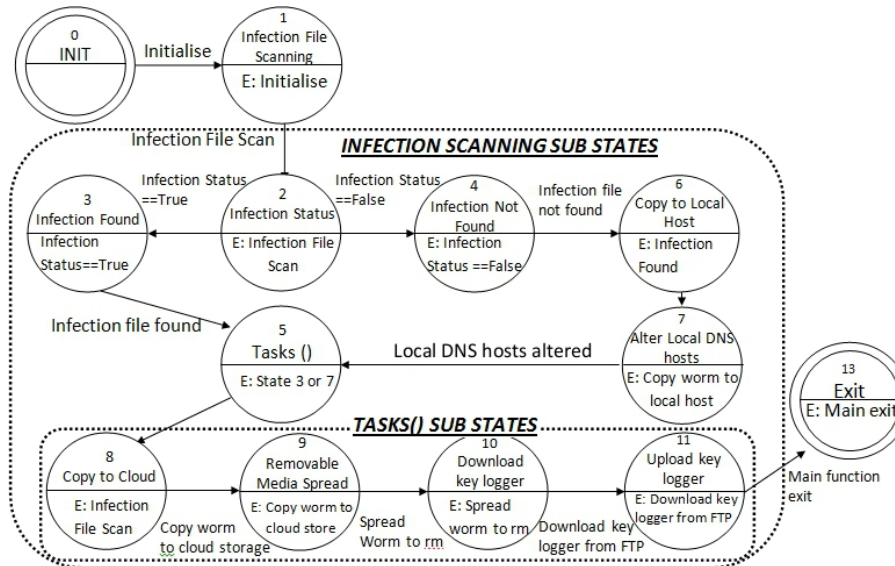 0
INIT
Initialise
1
Infection File
Scanning
E: Initialise
Infection File Scan
INFECTION SCANNING SUB STATES
3
Infection Found
Infection
Status==True
Infection Status
==True
2
Infection Status
E: Infection File
Scan
Infection Status
==False
4
Infection Not
Found
E: Infection
Status ==False
Infection file
not found
6
Copy to Local
Host
E: Infection
Found
Infection file found
5
Tasks ()
E: State 3 or 7
Local DNS hosts altered
7
Alter Local DNS
hosts
E: Copy worm to
local host
13
Exit
E: Main exit
TASKS() SUB STATES
8
Copy to Cloud
E: Infection
File Scan
Copy worm
to cloud storage
9
Removable
Media Spread
E: Copy worm to
cloud store
Spread
Worm to rm
10
Download
key logger
E: Spread
worm to rm
Download key
logger from FTP
11
Upload key
logger
E: Download key
logger from FTP
Main function
exit